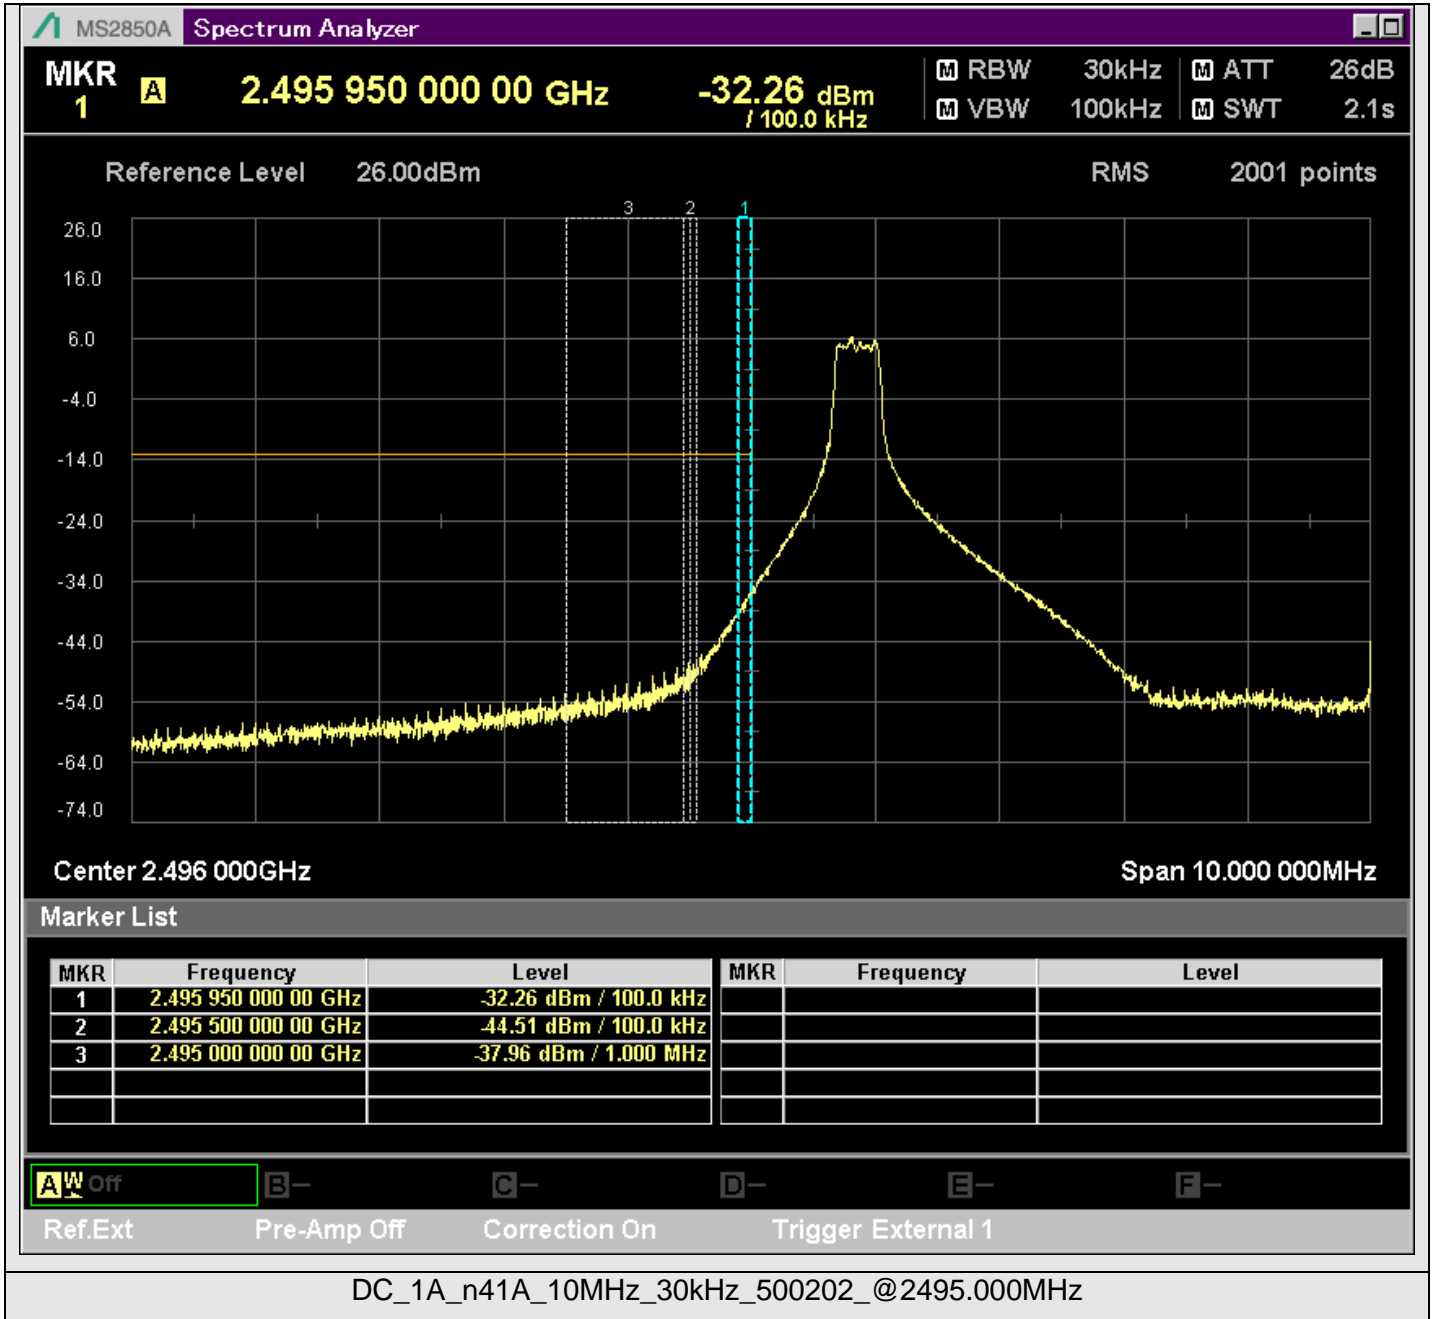 MS2850A Spectrum Analyzer
MKR 1 A 2.495 950 000 00 GHz -32.26 dBm / 100.0 kHz
M RBW 30kHz M ATT 26dB
M VBW 100kHz M SWT 2.1s
Reference Level 26.00dBm RMS 2001 points
3 2 1
26.0
16.0
6.0
-4.0
-14.0
-24.0
-34.0
-44.0
-54.0
-64.0
-74.0
Center 2.496 000GHz Span 10.000 000MHz
Marker List
MKR Frequency Level MKR Frequency Level
1 2.495 950 000 00 GHz -32.26 dBm / 100.0 kHz
2 2.495 500 000 00 GHz -44.51 dBm / 100.0 kHz
3 2.495 000 000 00 GHz -37.96 dBm / 1.000 MHz
A W Off B - C - D - E - F -
Ref.Ext Pre-Amp Off Correction On Trigger External 1
DC_1A_n41A_10MHz_30kHz_500202_@2495.000MHz